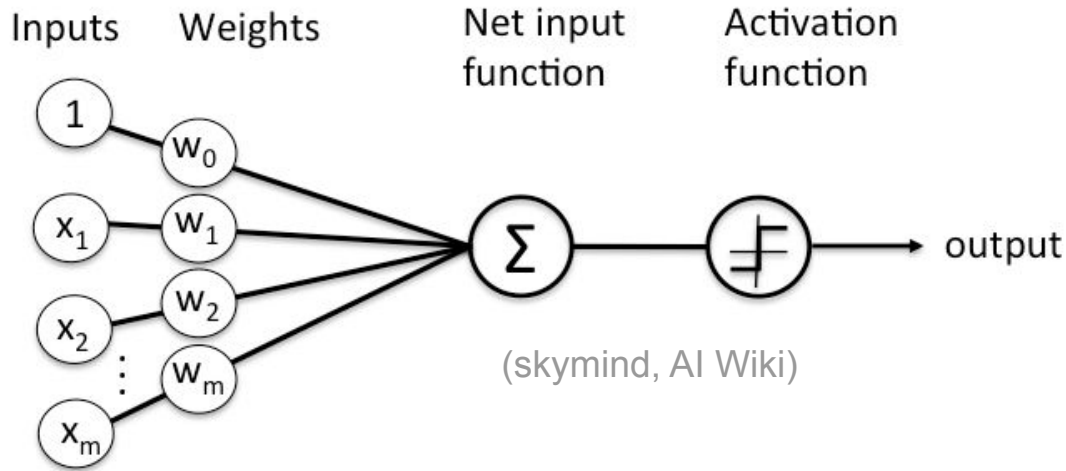 Inputs Weights Net input function Activation function
1
w₀
x₁ w₁
x₂ w₂
⋮
xₘ wₘ
Σ
output
(skymind, AI Wiki)